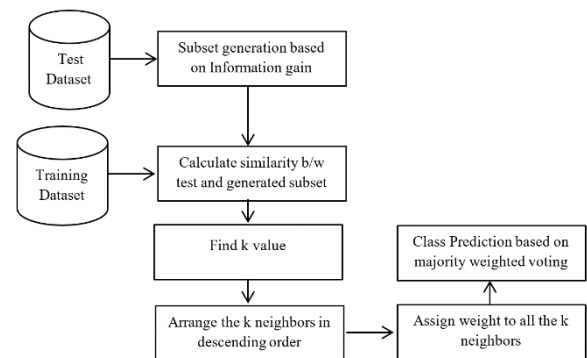 Test
Dataset
Subset generation based
on Information gain
Training
Dataset
Calculate similarity b/w
test and generated subset
Find k value
Class Prediction based on
majority weighted voting
Arrange the k neighbors in
descending order
Assign weight to all the k
neighbors